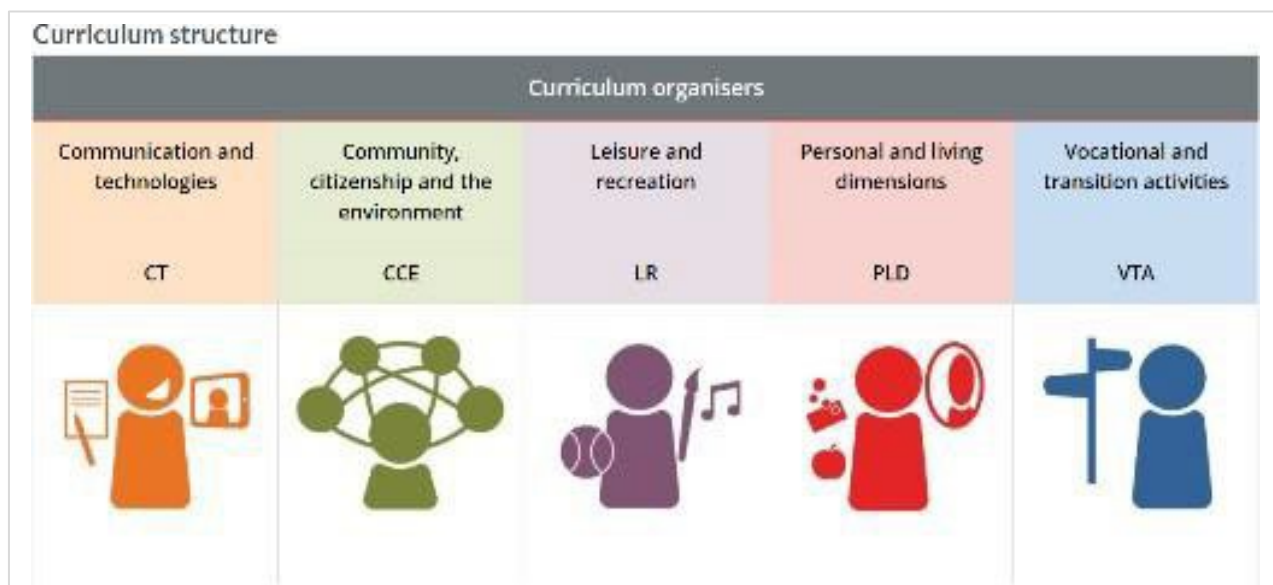 Curriculum structure
Curriculum organisers
Communication and
technologies
CT
Community,
citizenship and the
environment
CCE
Leisure and
recreation
LR
Personal and living
dimensions
PLD
Vocational and
transition activities
VTA